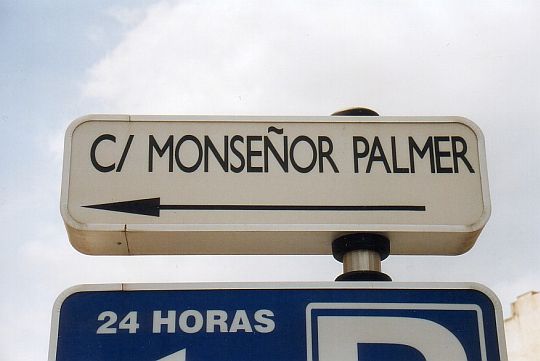 C/ MONSEÑOR PALMER
24 HORAS
P